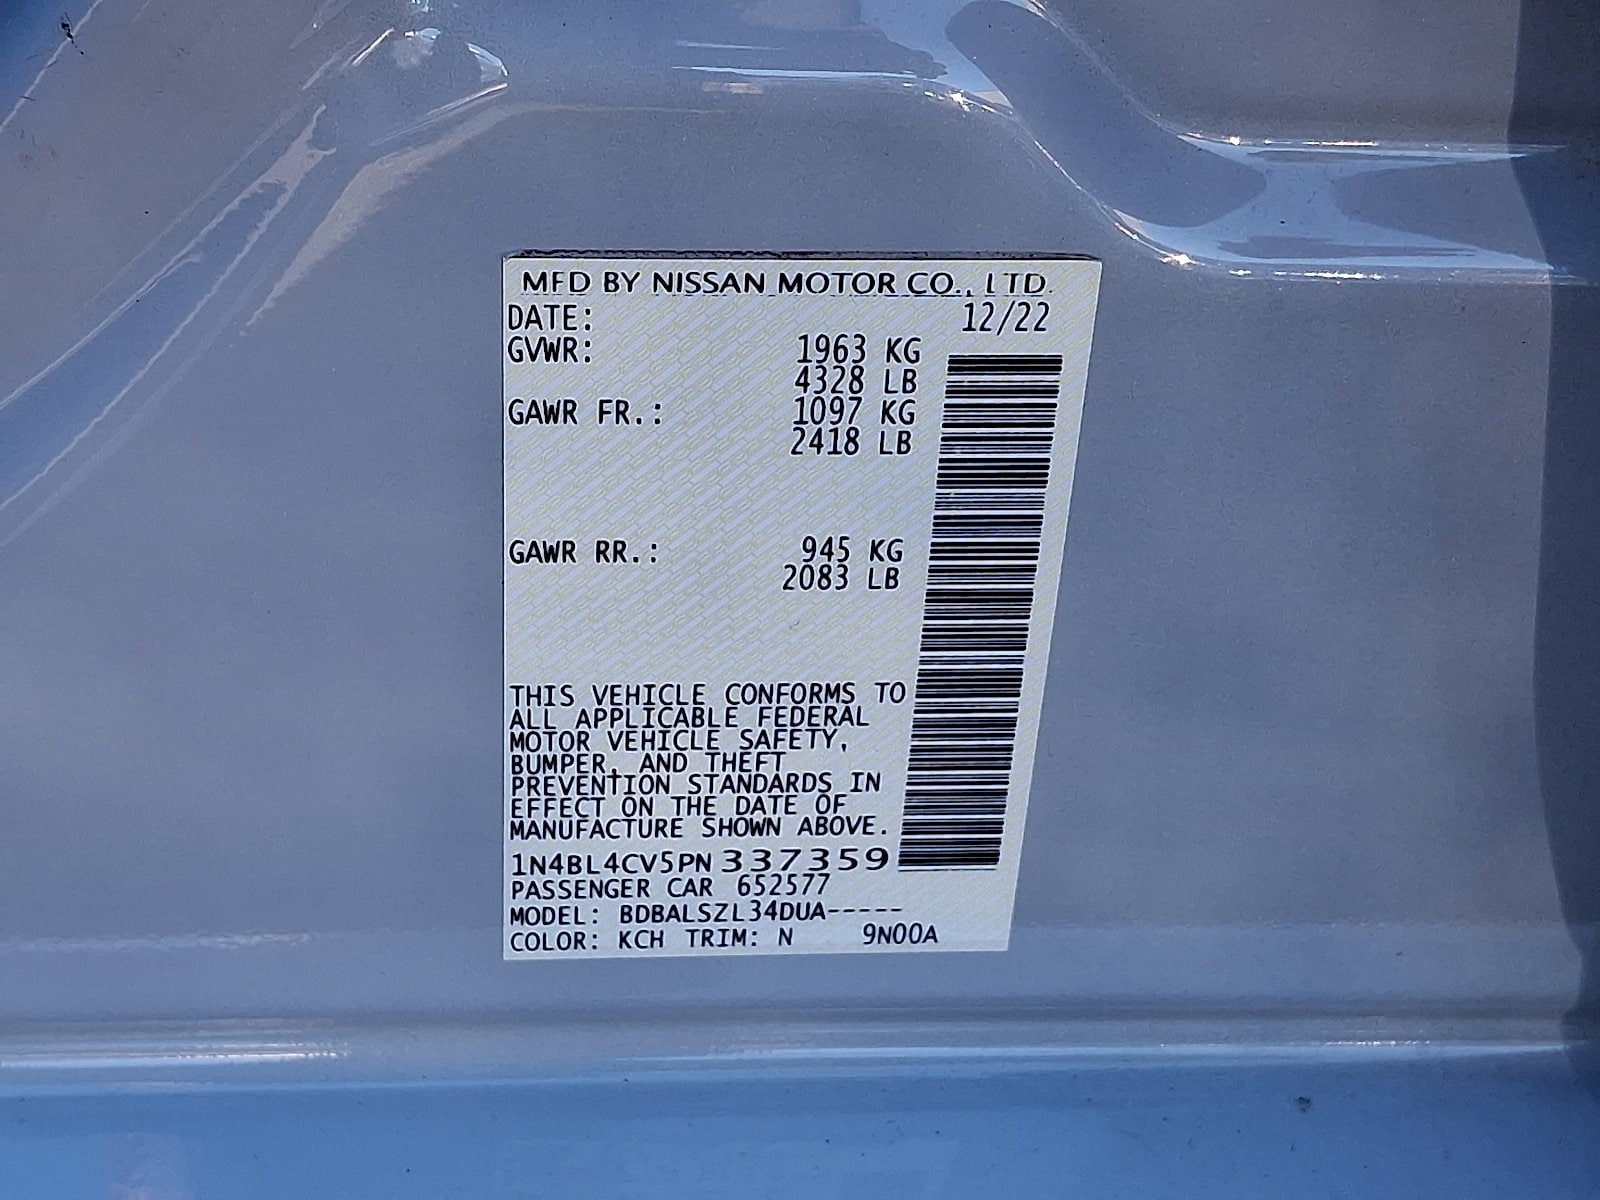 MFD BY NISSAN MOTOR CO., LTD.
DATE: 12/22
GVWR: 1963 KG
4328 LB
GAWR FR.: 1097 KG
2418 LB
GAWR RR.: 945 KG
2083 LB
THIS VEHICLE CONFORMS TO
ALL APPLICABLE FEDERAL
MOTOR VEHICLE SAFETY,
BUMPER, AND THEFT
PREVENTION STANDARDS IN
EFFECT ON THE DATE OF
MANUFACTURE SHOWN ABOVE.
1N4BL4CV5PN337359
PASSENGER CAR 652577
MODEL: BDBALSZL34DUA-----
COLOR: KCH TRIM: N 9N00A